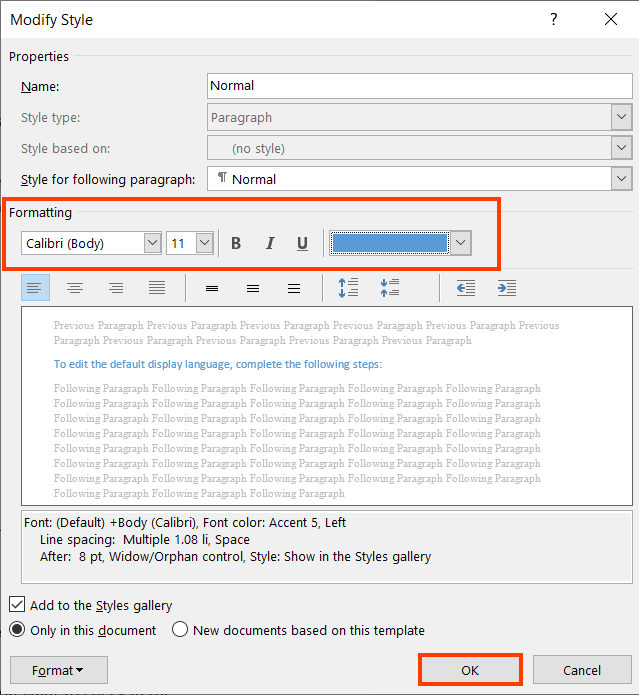 Modify Style
?
Properties
Name: Normal
Style type: Paragraph
Style based on: (no style)
Style for following paragraph: ¶ Normal
Formatting
Calibri (Body) 11 B I U
Previous Paragraph Previous Paragraph Previous Paragraph Previous Paragraph Previous Paragraph Previous
Paragraph Previous Paragraph Previous Paragraph Previous Paragraph Previous Paragraph
To edit the default display language, complete the following steps:
Following Paragraph Following Paragraph Following Paragraph Following Paragraph Following Paragraph
Following Paragraph Following Paragraph Following Paragraph Following Paragraph Following Paragraph
Following Paragraph Following Paragraph Following Paragraph Following Paragraph Following Paragraph
Following Paragraph Following Paragraph Following Paragraph Following Paragraph Following Paragraph
Following Paragraph Following Paragraph Following Paragraph Following Paragraph Following Paragraph
Following Paragraph Following Paragraph Following Paragraph Following Paragraph Following Paragraph
Following Paragraph Following Paragraph Following Paragraph Following Paragraph Following Paragraph
Following Paragraph Following Paragraph Following Paragraph
Font: (Default) +Body (Calibri), Font color: Accent 5, Left
Line spacing: Multiple 1.08 li, Space
After: 8 pt, Widow/Orphan control, Style: Show in the Styles gallery
Add to the Styles gallery
Only in this document New documents based on this template
Format OK Cancel